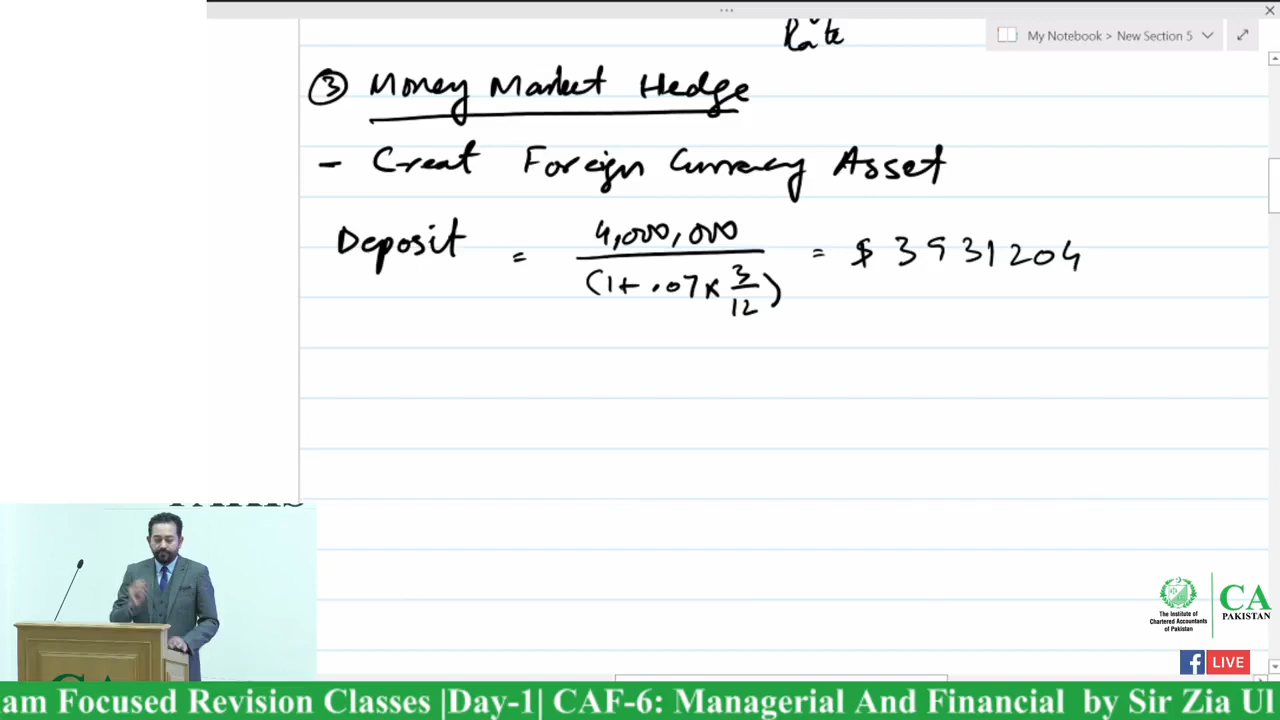 Rate
My Notebook > New Section 5
③ Money Market Hedge
- Creat Foreign Currency Asset
Deposit = 4,000,000 / (1+ .07 × 3/12) = $ 3931204
The Institute of
Chartered Accountants
of Pakistan
CA
PAKISTAN
f LIVE
am Focused Revision Classes |Day-1| CAF-6: Managerial And Financial by Sir Zia Ul